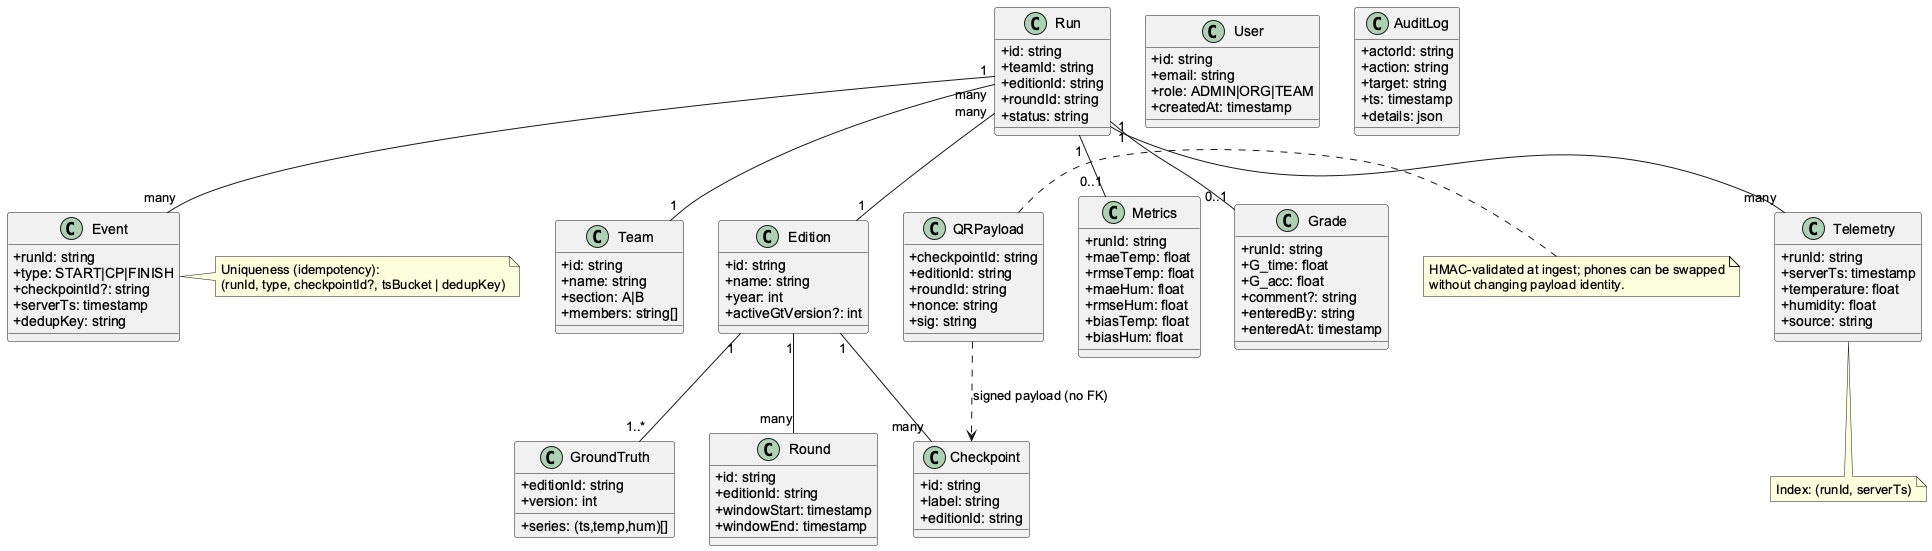 C Run
+id: string
+teamId: string
+editionId: string
+roundId: string
+status: string
C User
+id: string
+email: string
+role: ADMIN|ORG|TEAM
+createdAt: timestamp
C AuditLog
+actorId: string
+action: string
+target: string
+ts: timestamp
+details: json
1
many
many
1
1
1
many
1
1
0..1
0..1
many
C Event
+runId: string
+type: START|CP|FINISH
+checkpointId?: string
+serverTs: timestamp
+dedupKey: string
Uniqueness (idempotency):
(runId, type, checkpointId?, tsBucket | dedupKey)
C Team
+id: string
+name: string
+section: A|B
+members: string[]
C Edition
+id: string
+name: string
+year: int
+activeGtVersion?: int
C QRPayload
+checkpointId: string
+editionId: string
+roundId: string
+nonce: string
+sig: string
C Metrics
+runId: string
+maeTemp: float
+rmseTemp: float
+maeHum: float
+rmseHum: float
+biasTemp: float
+biasHum: float
C Grade
+runId: string
+G_time: float
+G_acc: float
+comment?: string
+enteredBy: string
+enteredAt: timestamp
HMAC-validated at ingest; phones can be swapped
without changing payload identity.
C Telemetry
+runId: string
+serverTs: timestamp
+temperature: float
+humidity: float
+source: string
1
1
1
signed payload (no FK)
1..*
many
many
C GroundTruth
+editionId: string
+version: int
+series: (ts,temp,hum)[]
C Round
+id: string
+editionId: string
+windowStart: timestamp
+windowEnd: timestamp
C Checkpoint
+id: string
+label: string
+editionId: string
Index: (runId, serverTs)